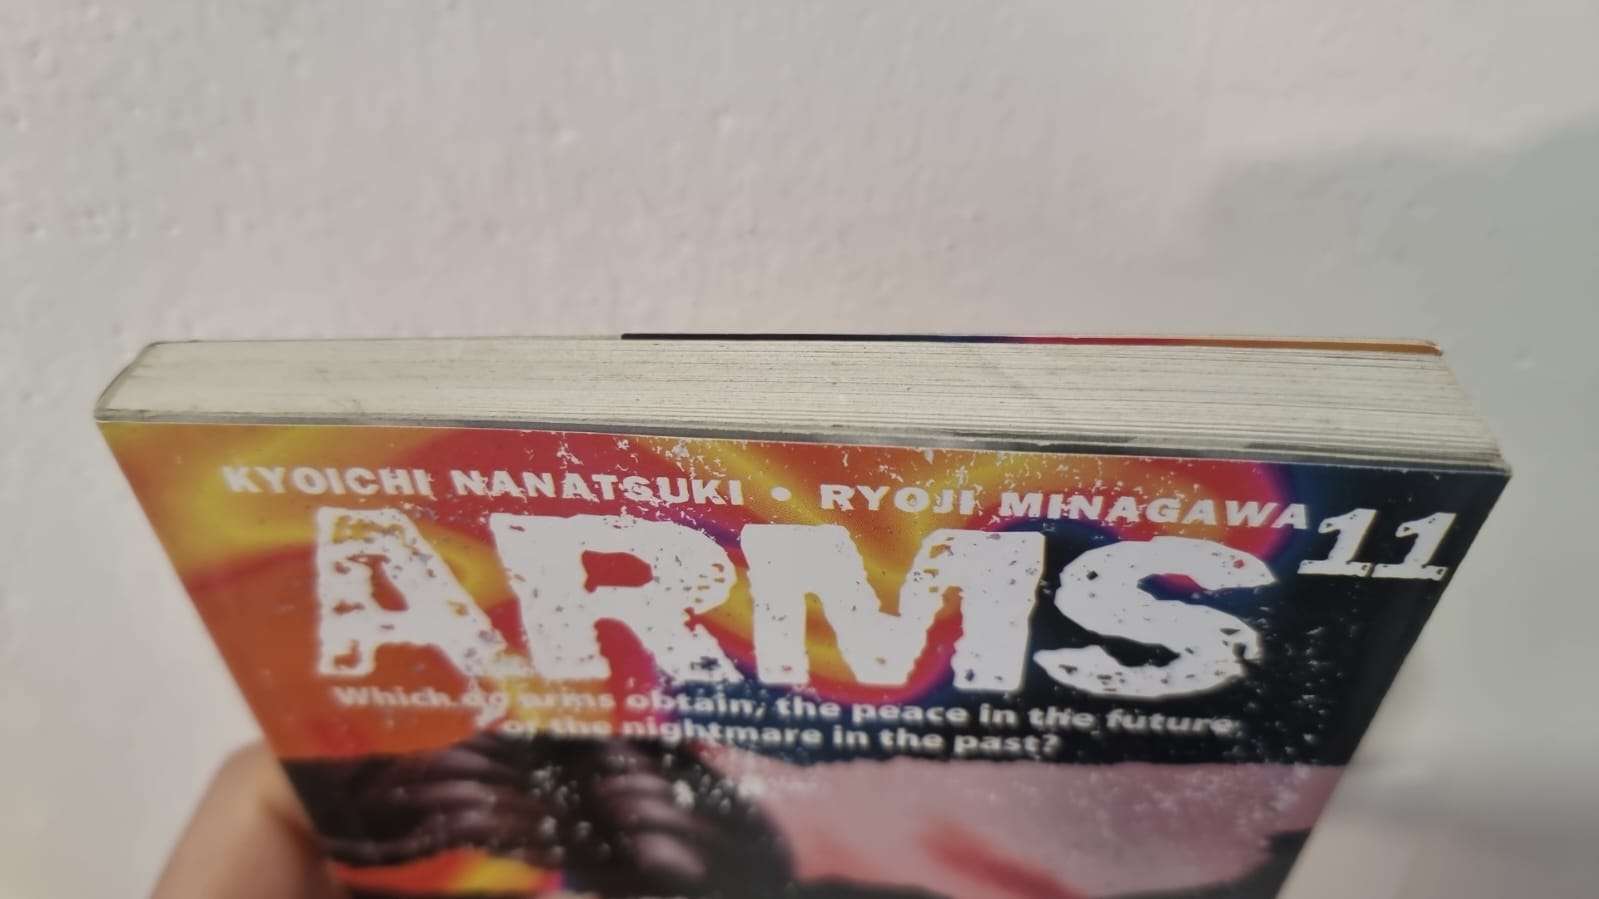 KYOICHI NANATSUKI • RYOJI MINAGAWA
ARMS 11
Which do arms obtain, the peace in the future
or the nightmare in the past?